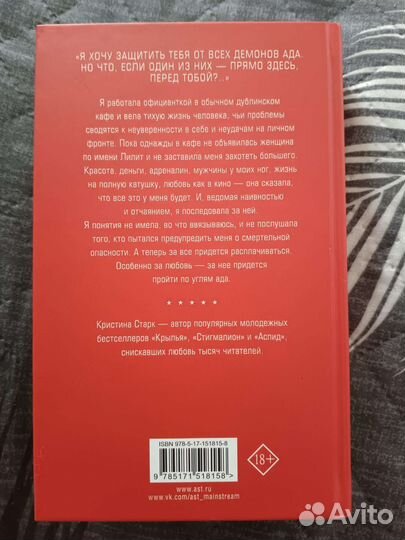 «Я ХОЧУ ЗАЩИТИТЬ ТЕБЯ ОТ ВСЕХ ДЕМОНОВ АДА.
НО ЧТО, ЕСЛИ ОДИН ИЗ НИХ — ПРЯМО ЗДЕСЬ,
ПЕРЕД ТОБОЙ?..»
Я работала официанткой в обычном дублинском
кафе и вела тихую жизнь человека, чьи проблемы
сводятся к неуверенности в себе и неудачам на личном
фронте. Пока однажды в кафе не объявилась женщина
по имени Лилит и не заставила меня захотеть большего.
Красота, деньги, адреналин, мужчины у моих ног, жизнь
на полную катушку, любовь как в кино — она сказала,
что все это у меня будет. И, ведомая наивностью
и отчаянием, я последовала за ней.
Я понятия не имела, во что ввязываюсь, и не послушала
того, кто пытался предупредить меня о смертельной
опасности. А теперь за все придется расплачиваться.
Особенно за любовь — за нее придется
пройти по углям ада.
* * * * *
Кристина Старк — автор популярных молодежных
бестселлеров «Крылья», «Стигмалион» и «Аспид»,
снискавших любовь тысяч читателей.
ISBN 978-5-17-151815-8
9 785171 518158 >
18+
www.ast.ru
www.vk.com/ast_mainstream
Avito